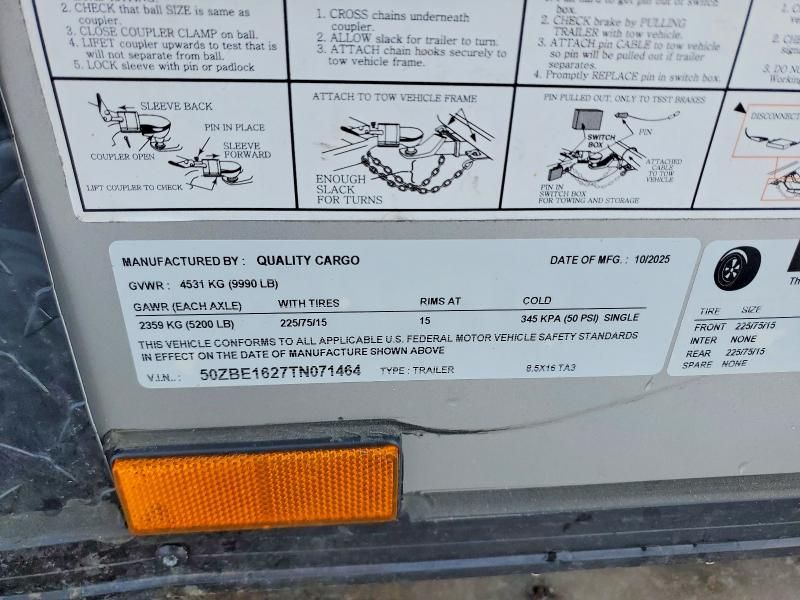 2. CHECK that ball SIZE is same as
coupler.
3. CLOSE COUPLER CLAMP on ball.
4. LIFET coupler upwards to test that is
will not separate from ball.
5. LOCK sleeve with pin or padlock
1. CROSS chains underneath
coupler.
2. ALLOW slack for trailer to turn.
3. ATTACH chain hooks securely to
tow vehicle frame.
box.
2. CHECK brake by PULLING
TRAILER with tow vehicle.
3. ATTACH pin CABLE to tow vehicle
so pin will be pulled out if trailer
separates.
4. Promptly REPLACE pin in switch box.
2. CHE
3. DO NO
Working
SLEEVE BACK
PIN IN PLACE
SLEEVE
FORWARD
COUPLER OPEN
LIFT COUPLER TO CHECK
ATTACH TO TOW VEHICLE FRAME
ENOUGH
SLACK
FOR TURNS
PIN PULLED OUT, ONLY TO TEST BRAKES
SWITCH
BOX
PIN
ATTACHED
CABLE
TO TOW
VEHICLE
PIN IN
SWITCH BOX
FOR TOWING AND STORAGE
DISCONNECT
MANUFACTURED BY : QUALITY CARGO DATE OF MFG. : 10/2025
GVWR : 4531 KG (9990 LB)
GAWR (EACH AXLE) WITH TIRES RIMS AT COLD
2359 KG (5200 LB) 225/75/15 15 345 KPA (50 PSI) SINGLE
THIS VEHICLE CONFORMS TO ALL APPLICABLE U.S. FEDERAL MOTOR VEHICLE SAFETY STANDARDS
IN EFFECT ON THE DATE OF MANUFACTURE SHOWN ABOVE
V.I.N..: 50ZBE1627TN071464 TYPE : TRAILER 8.5X16 TA3
Th
TIRE SIZE
FRONT 225/75/15
INTER NONE
REAR 225/75/15
SPARE NONE